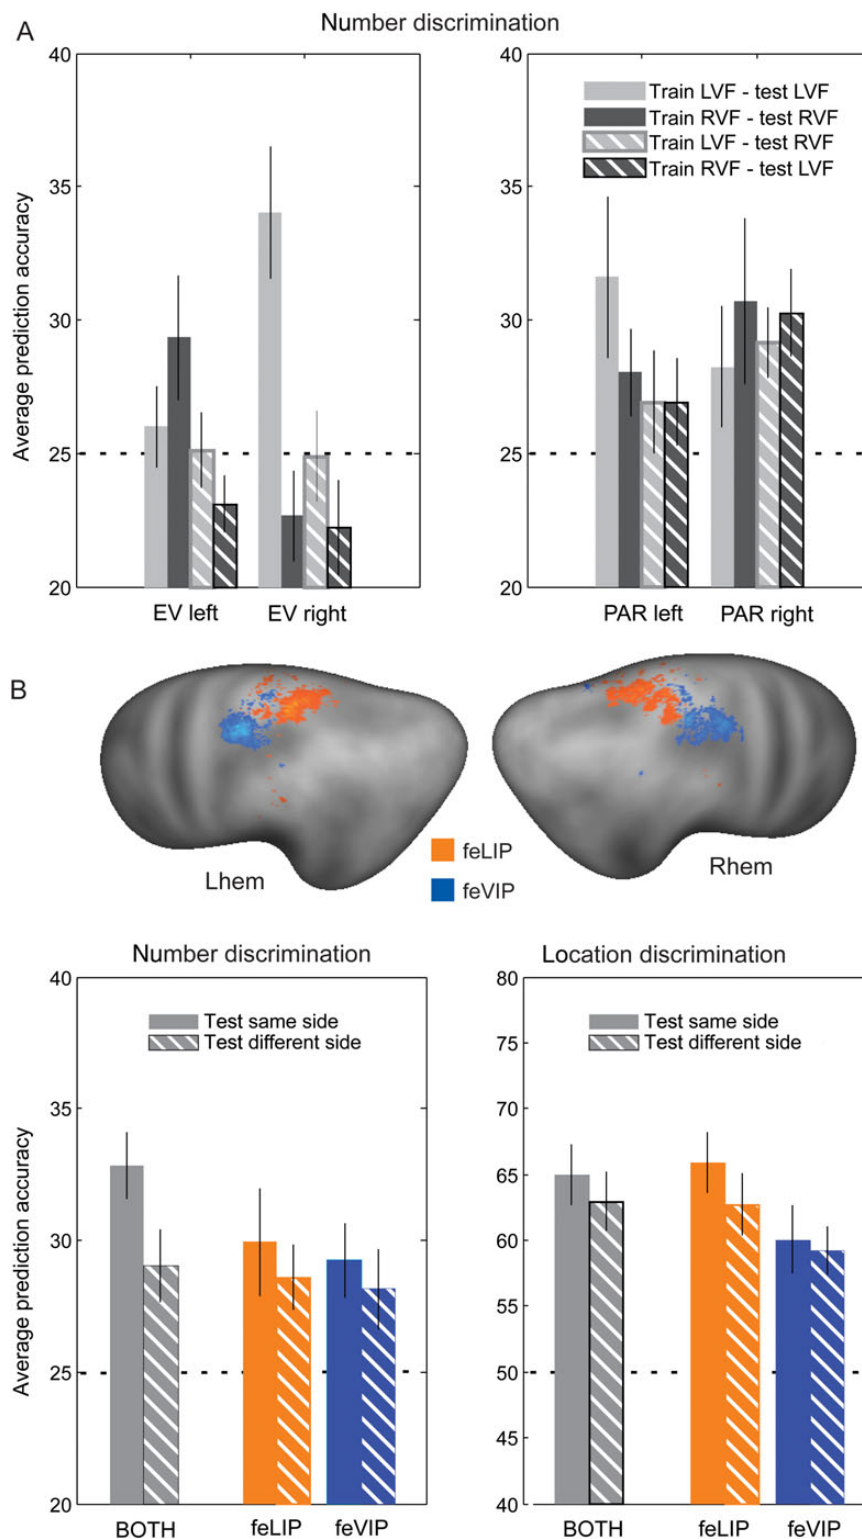 A
Number discrimination
Average prediction accuracy
40
35
30
25
20
EV left
EV right
40
35
30
25
20
Train LVF - test LVF
Train RVF - test RVF
Train LVF - test RVF
Train RVF - test LVF
PAR left
PAR right
B
Lhem
Rhem
feLIP
feVIP
Number discrimination
Average prediction accuracy
40
35
30
25
20
Test same side
Test different side
BOTH
feLIP
feVIP
Location discrimination
80
75
70
65
60
55
50
45
40
Test same side
Test different side
BOTH
feLIP
feVIP